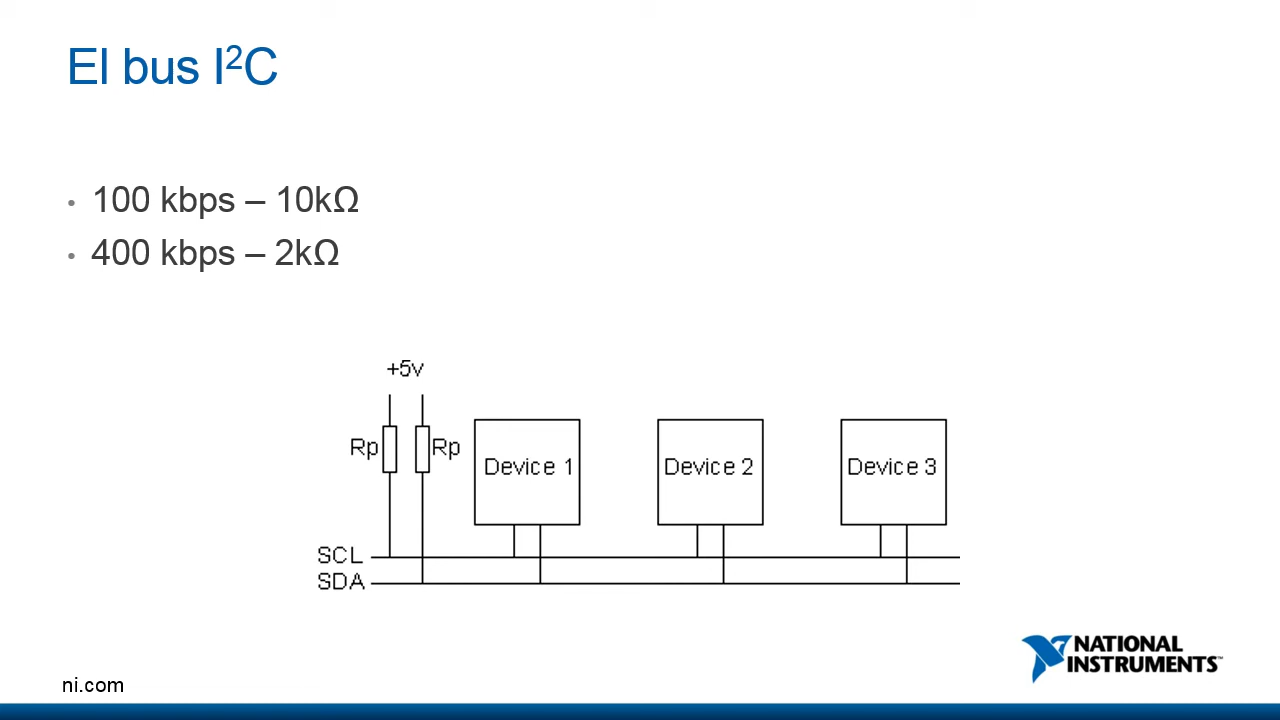 El bus I²C
• 100 kbps – 10kΩ
• 400 kbps – 2kΩ
+5v
Rp Rp
Device 1 Device 2 Device 3
SCL
SDA
NATIONAL
INSTRUMENTS™
ni.com